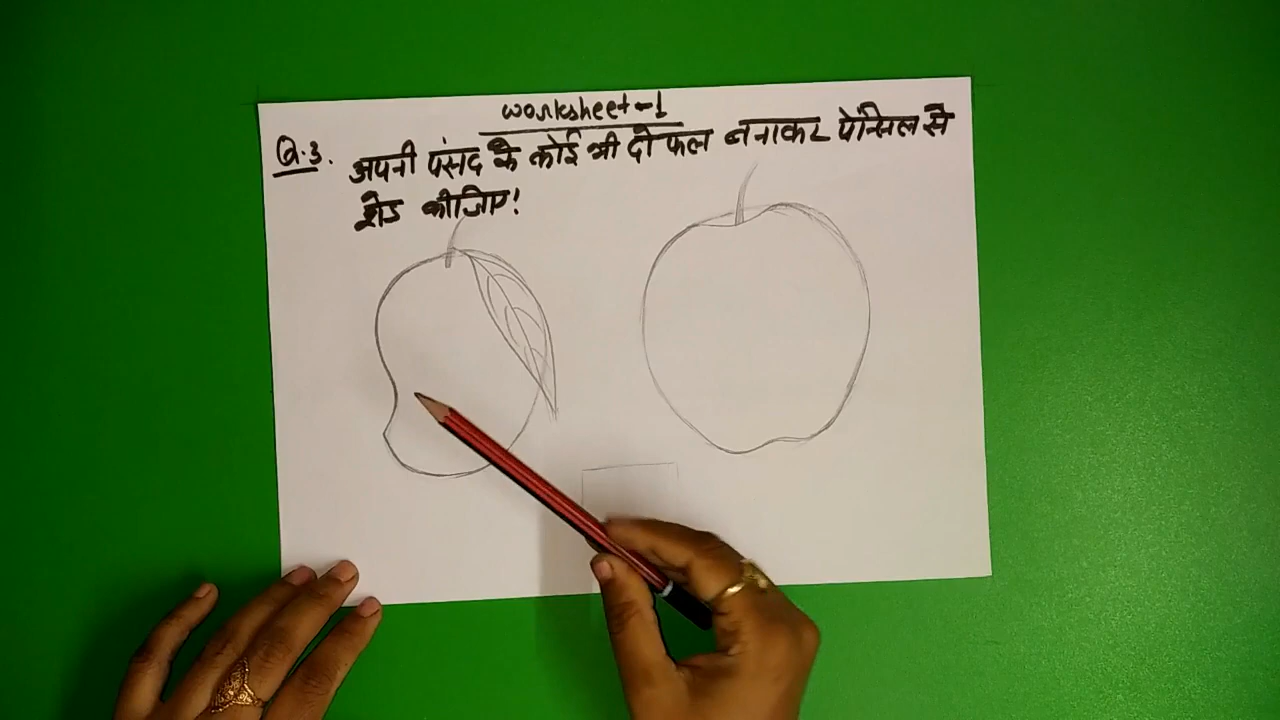 worksheet-1
Q.3. अपनी पसंद के कोई भी दो फल बनाकर पेन्सिल से
शेड कीजिए!